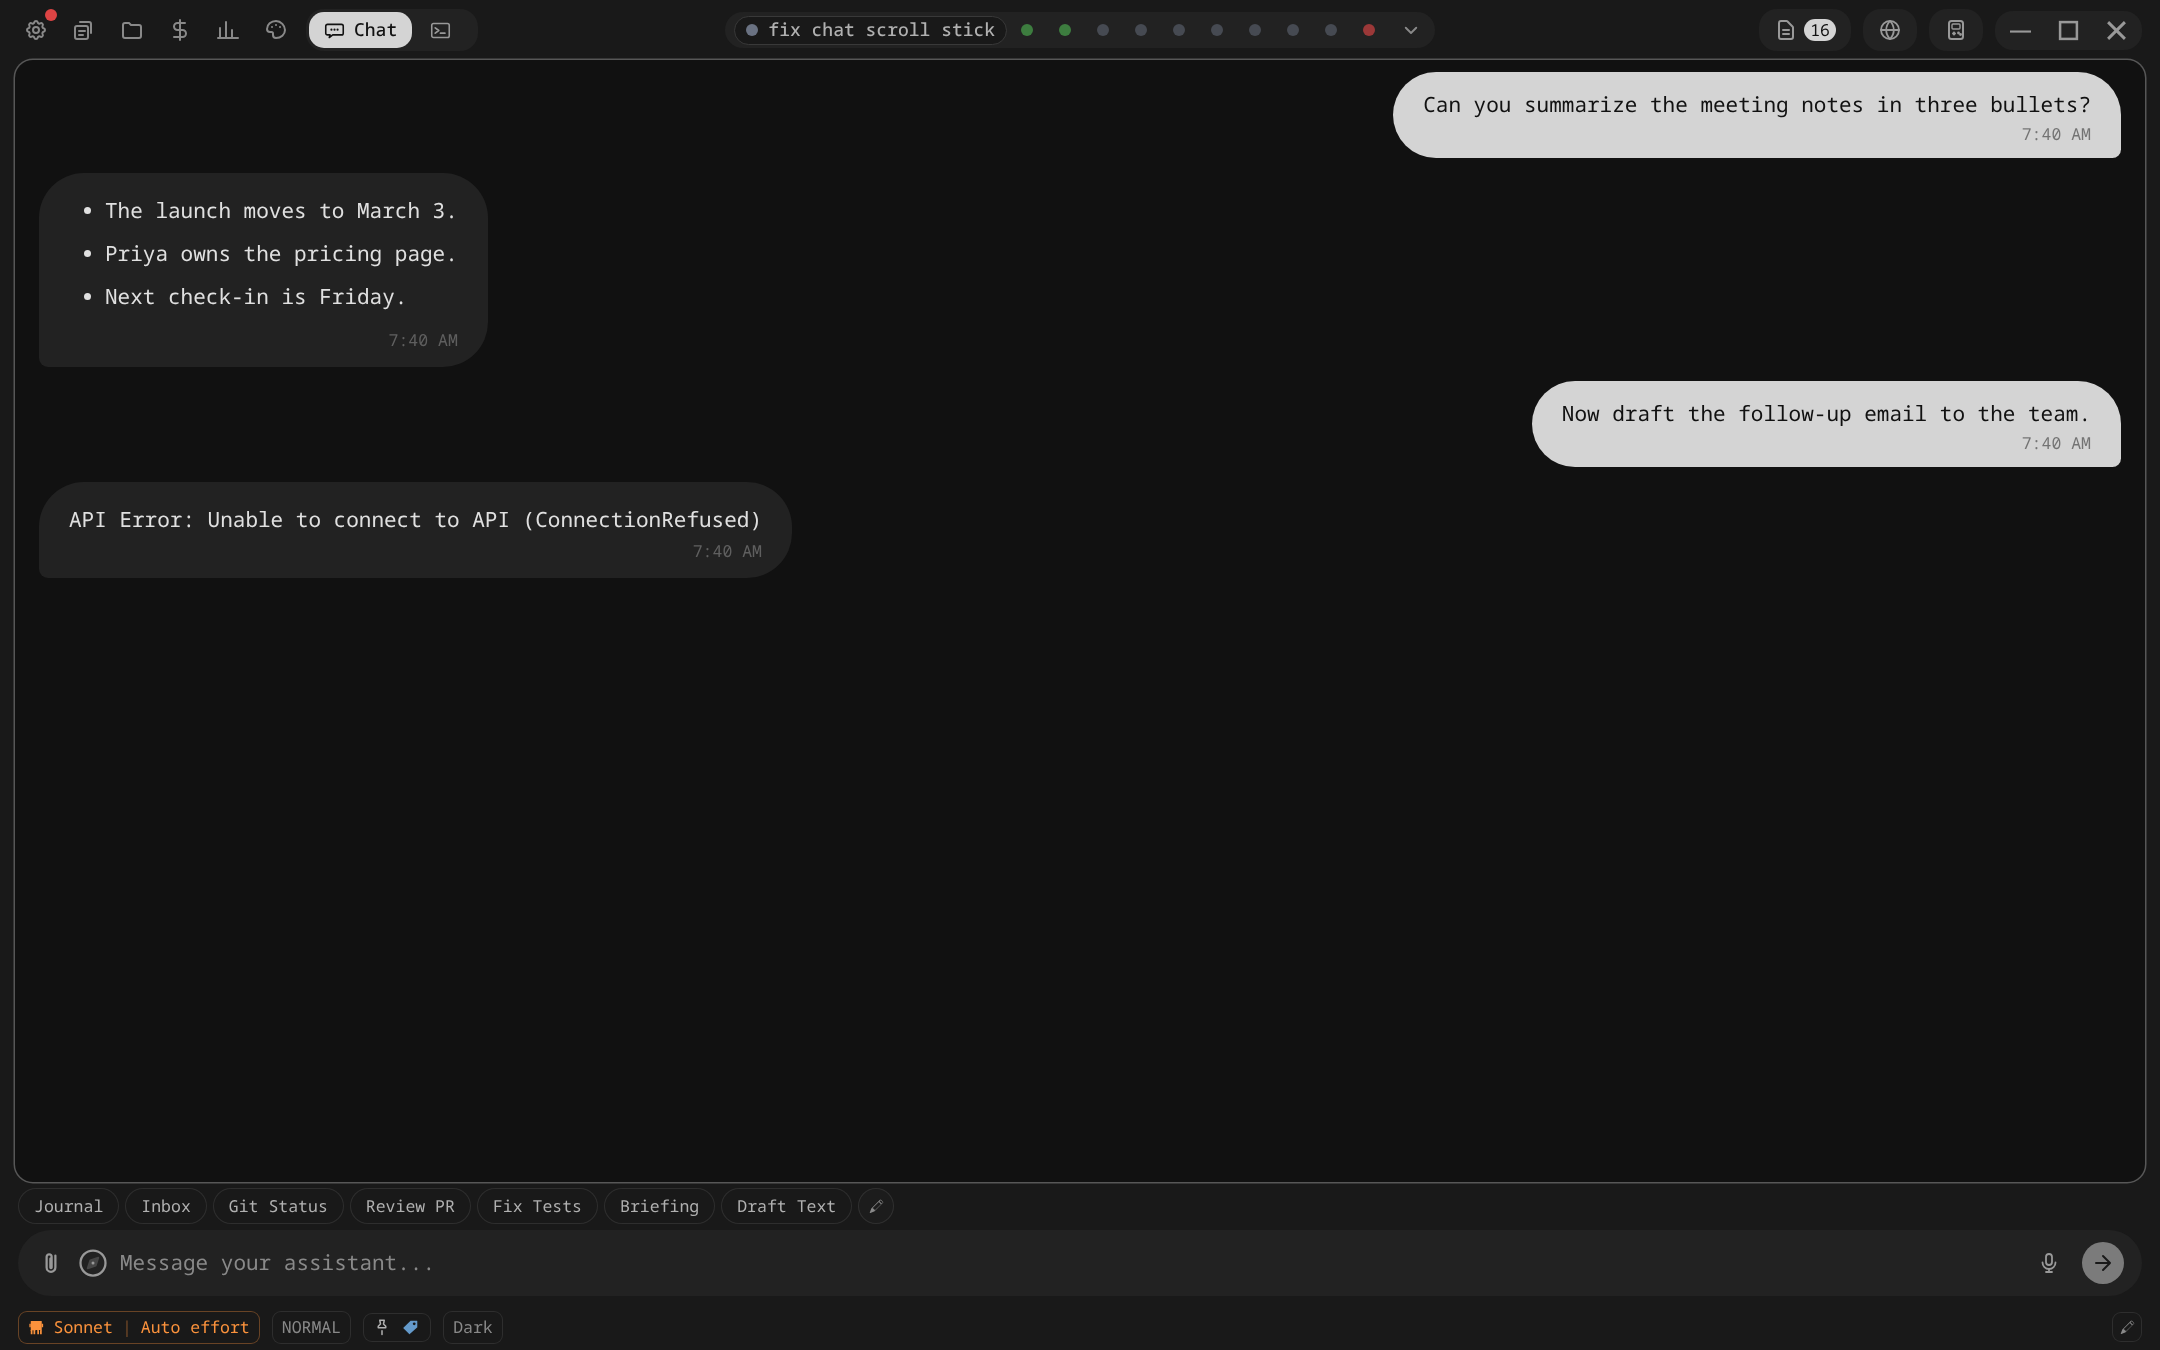 Chat
fix chat scroll stick
16
Can you summarize the meeting notes in three bullets?
7:40 AM
• The launch moves to March 3.
• Priya owns the pricing page.
• Next check-in is Friday.
7:40 AM
Now draft the follow-up email to the team.
7:40 AM
API Error: Unable to connect to API (ConnectionRefused)
7:40 AM
Journal
Inbox
Git Status
Review PR
Fix Tests
Briefing
Draft Text
Message your assistant...
Sonnet | Auto effort
NORMAL
Dark